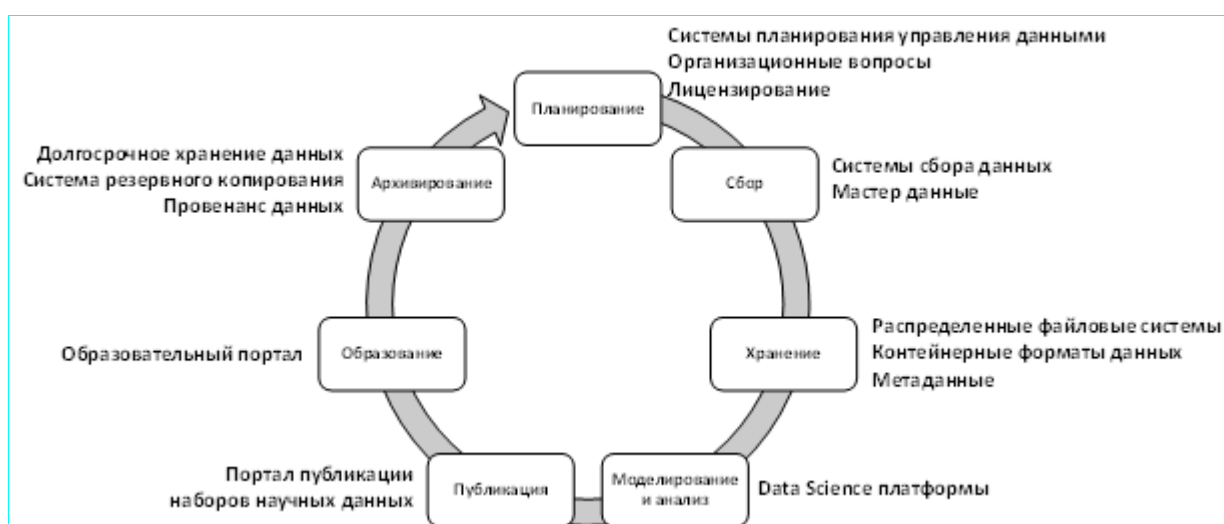 Системы планирования управления данными
Организационные вопросы
Лицензирование
Планирование
Долгосрочное хранение данных
Система резервного копирования
Провенанс данных
Архивирование
Сбор
Системы сбора данных
Мастер данные
Образовательный портал
Образование
Хранение
Распределенные файловые системы
Контейнерные форматы данных
Метаданные
Портал публикации
наборов научных данных
Публикация
Моделирование
и анализ
Data Science платформы